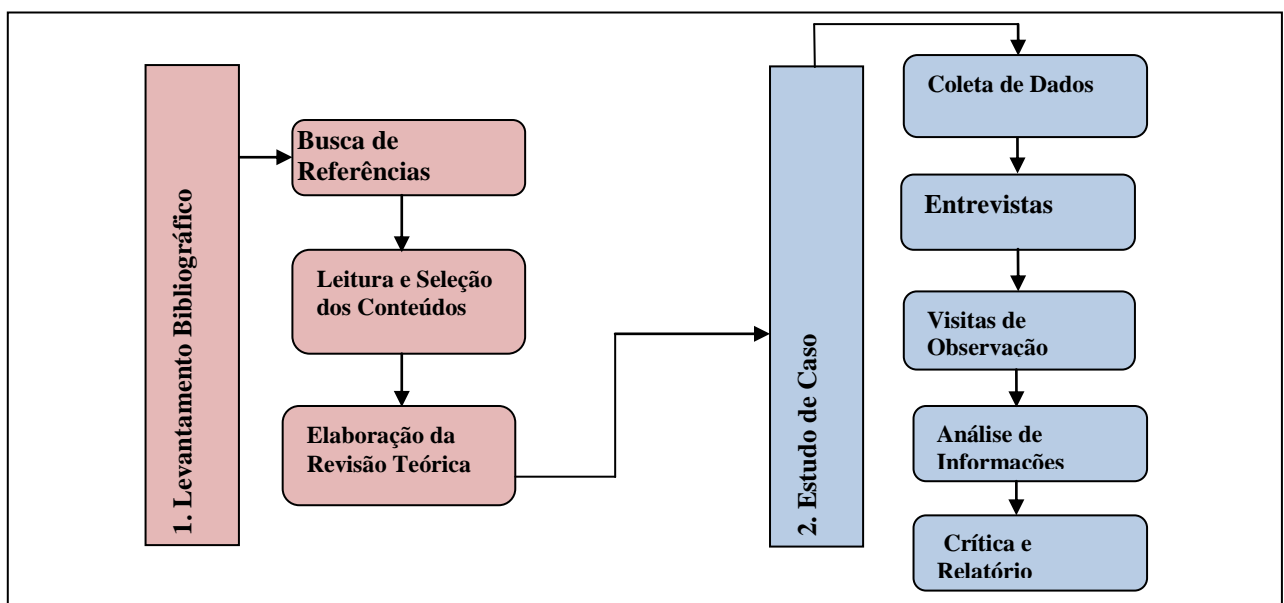 1. Levantamento Bibliográfico
Busca de
Referências
Leitura e Seleção
dos Conteúdos
Elaboração da
Revisão Teórica
2. Estudo de Caso
Coleta de Dados
Entrevistas
Visitas de
Observação
Análise de
Informações
Crítica e
Relatório